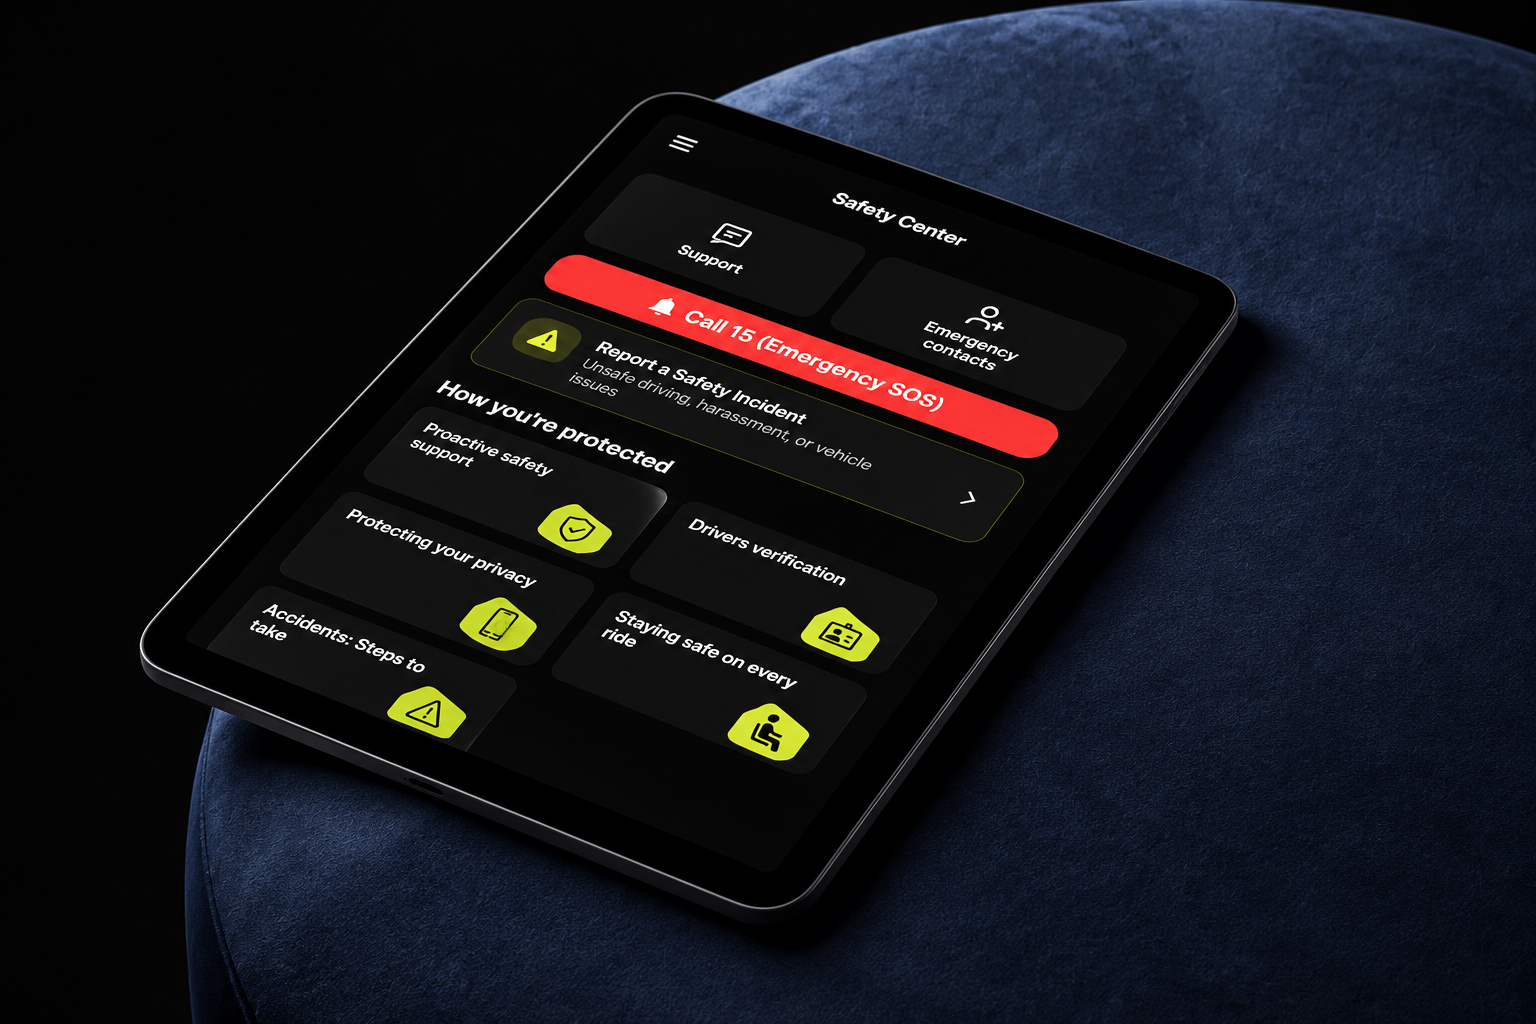 Safety Center
Support
Emergency
contacts
Call 15 (Emergency SOS)
Report a Safety Incident
Unsafe driving, harassment, or vehicle
issues
How you're protected
Proactive safety
support
Drivers verification
Protecting your privacy
Staying safe on every
ride
Accidents: Steps to
take